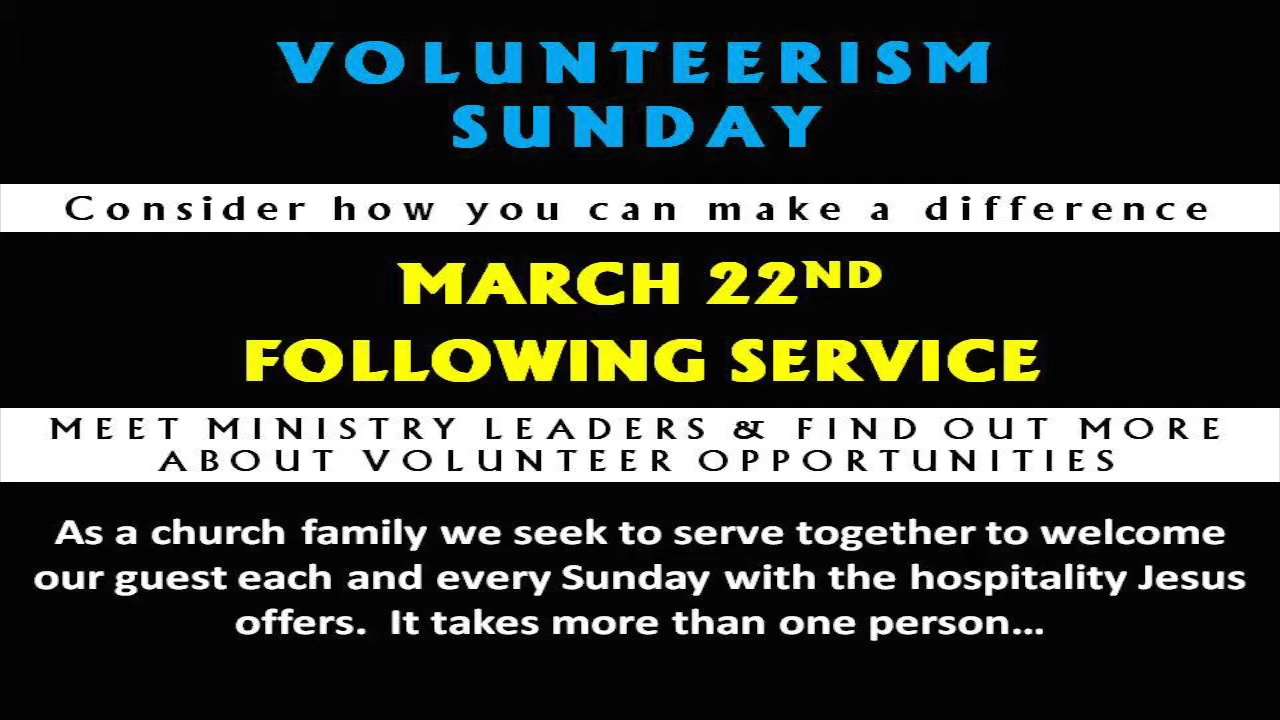 VOLUNTEERISM
SUNDAY
Consider how you can make a difference
MARCH 22ND
FOLLOWING SERVICE
MEET MINISTRY LEADERS & FIND OUT MORE
ABOUT VOLUNTEER OPPORTUNITIES
As a church family we seek to serve together to welcome
our guest each and every Sunday with the hospitality Jesus
offers.  It takes more than one person...